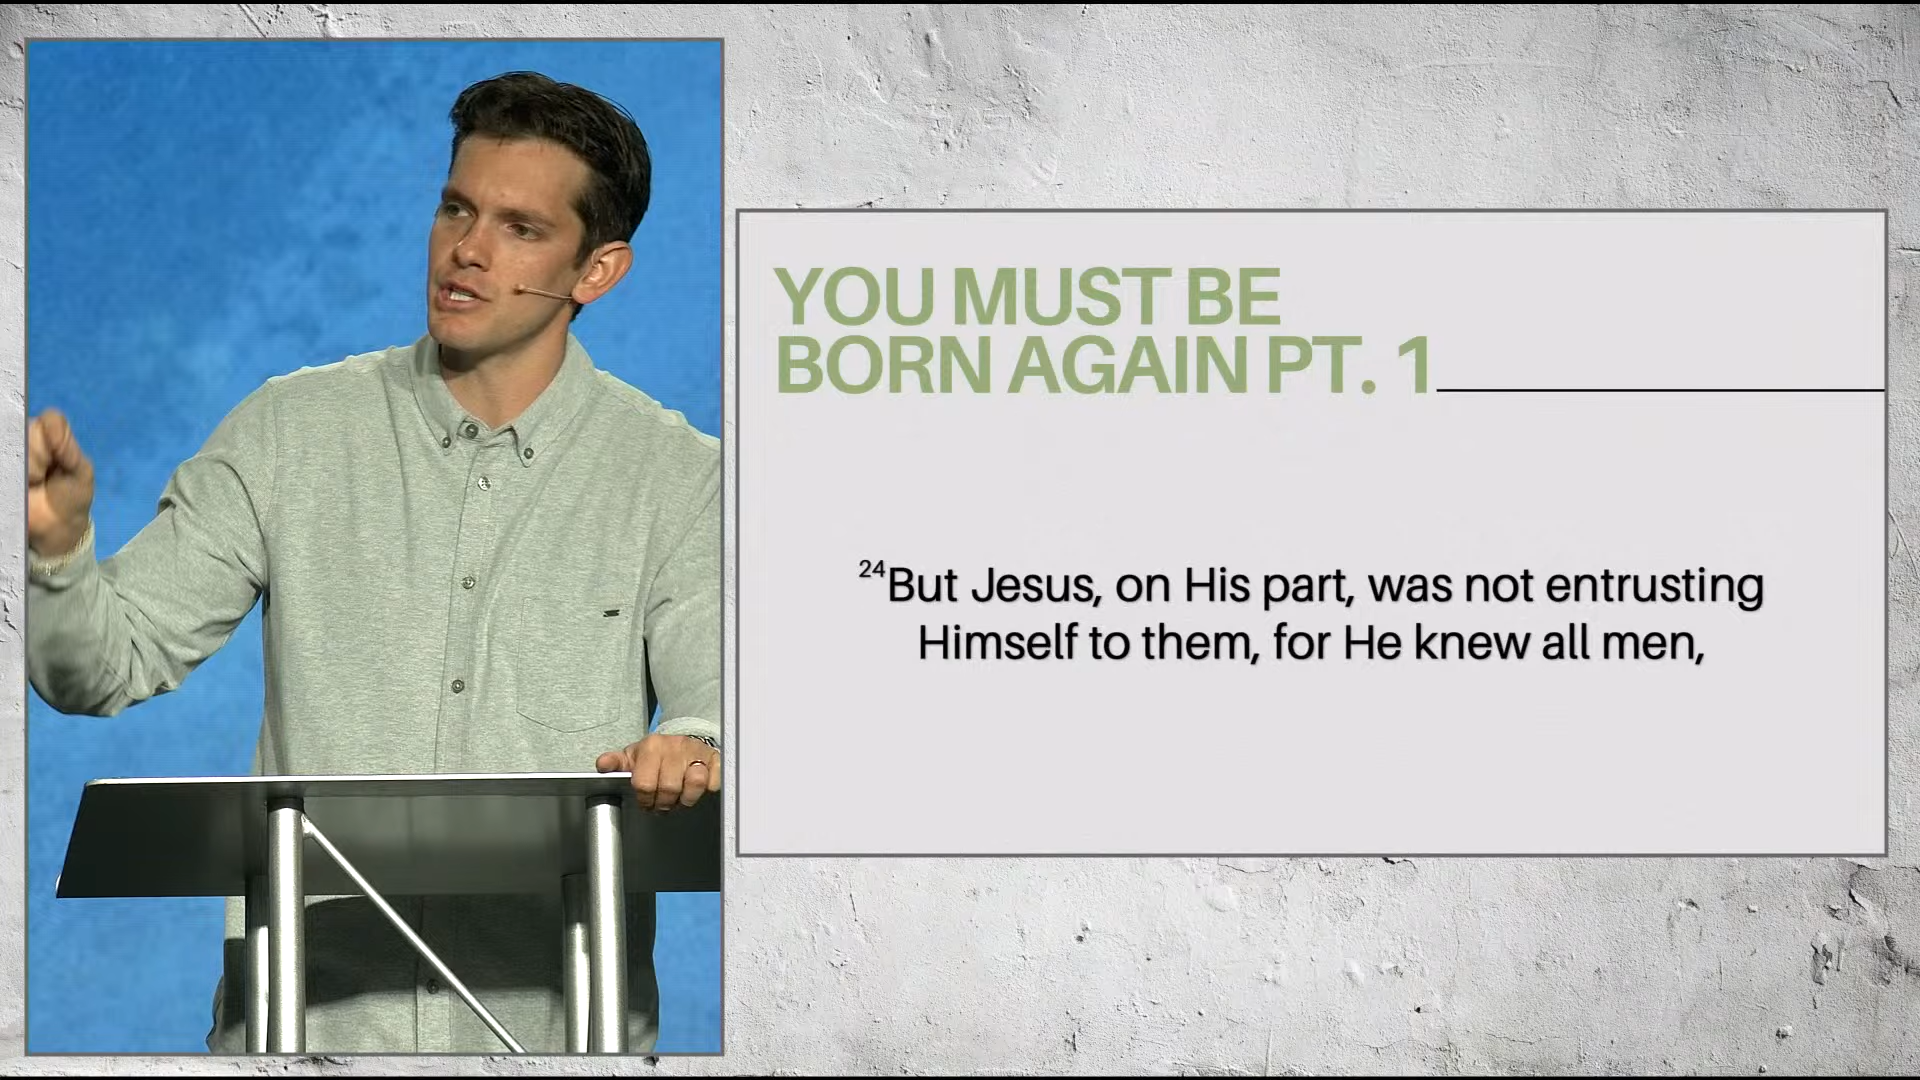 YOU MUST BE
BORN AGAIN PT. 1
24But Jesus, on His part, was not entrusting
Himself to them, for He knew all men,